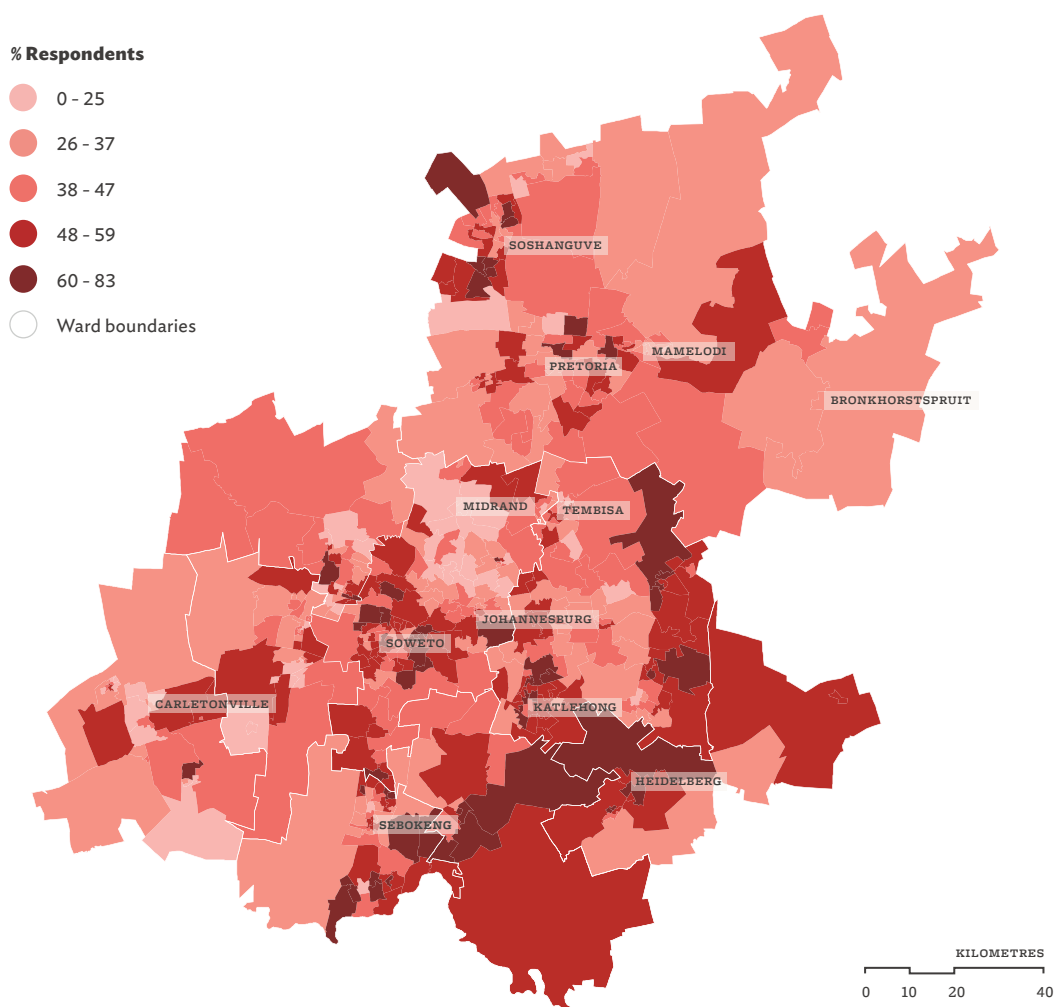 % Respondents
0 - 25
26 - 37
38 - 47
48 - 59
60 - 83
Ward boundaries
SOSHANGUVE
MAMELODI
PRETORIA
BRONKHORSTSPRUIT
MIDRAND
TEMBISA
JOHANNESBURG
SOWETO
CARLETONVILLE
KATLEHONG
HEIDELBERG
SEBOKENG
KILOMETRES
0 10 20 40